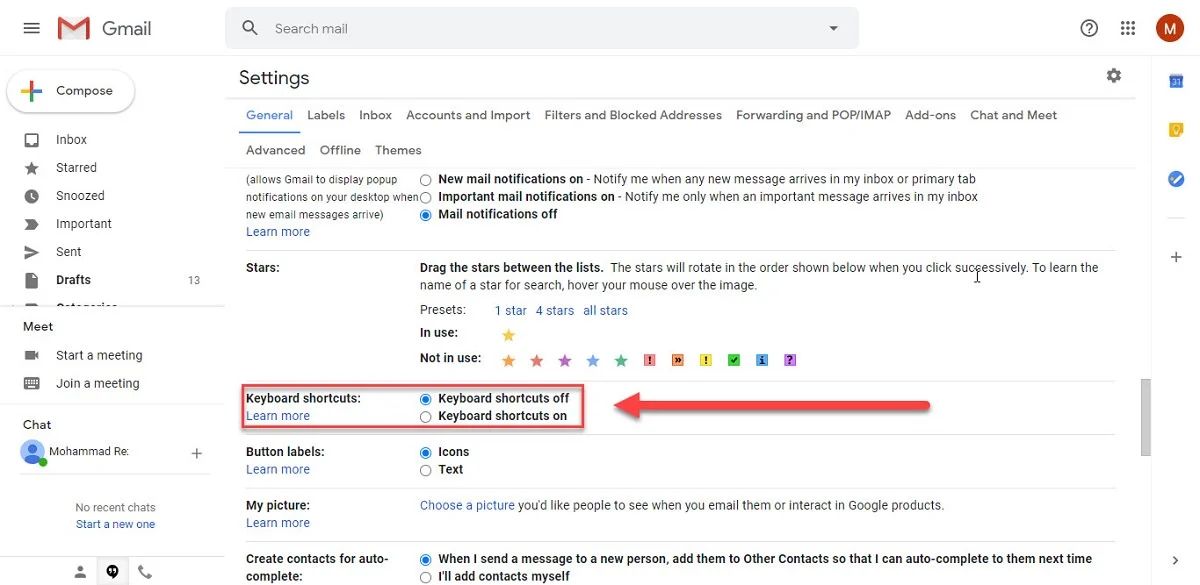 Gmail
Search mail
M
Compose
Inbox
Starred
Snoozed
Important
Sent
Drafts 13
Categories
Meet
Start a meeting
Join a meeting
Chat
Mohammad Re:
No recent chats
Start a new one
Settings
General Labels Inbox Accounts and Import Filters and Blocked Addresses Forwarding and POP/IMAP Add-ons Chat and Meet
Advanced Offline Themes
(allows Gmail to display popup
notifications on your desktop when
new email messages arrive)
Learn more
New mail notifications on - Notify me when any new message arrives in my inbox or primary tab
Important mail notifications on - Notify me only when an important message arrives in my inbox
Mail notifications off
Stars:
Drag the stars between the lists. The stars will rotate in the order shown below when you click successively. To learn the
name of a star for search, hover your mouse over the image.
Presets: 1 star 4 stars all stars
In use:
Not in use: ! » ! i ?
Keyboard shortcuts:
Learn more
Keyboard shortcuts off
Keyboard shortcuts on
Button labels:
Learn more
Icons
Text
My picture:
Learn more
Choose a picture you'd like people to see when you email them or interact in Google products.
Create contacts for auto-
complete:
When I send a message to a new person, add them to Other Contacts so that I can auto-complete to them next time
I'll add contacts myself
31